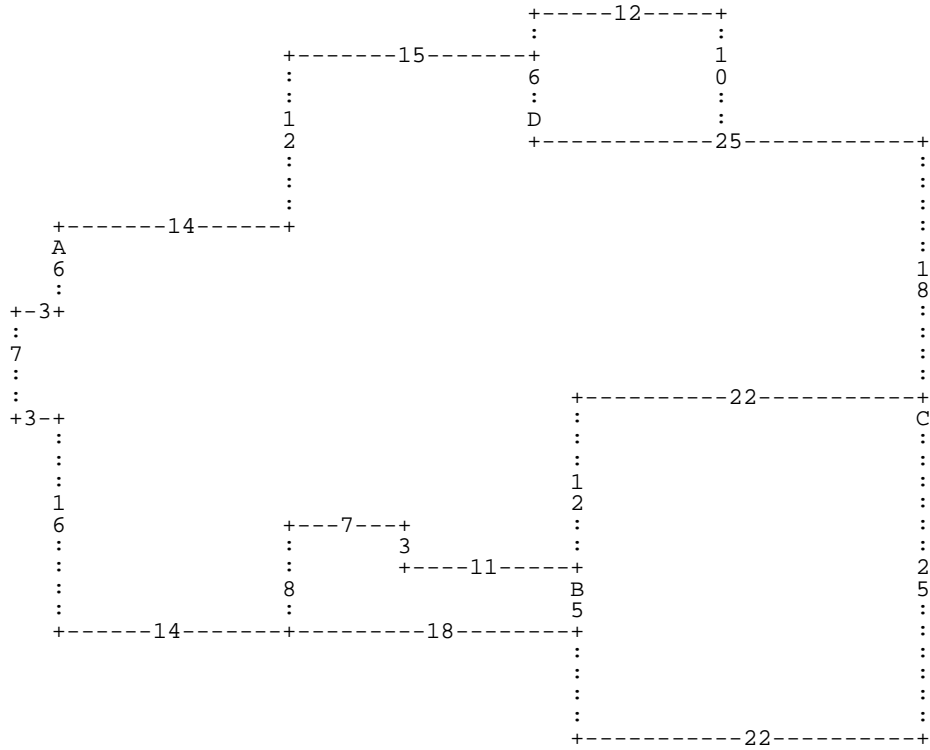 +-----12-----+
                                    :            :
                   +-------15-------+            1
                   :                6            0
                   :                :            :
                   1                D            :
                   2                +------------25------------+
                   :                                           :
                   :                                           :
                   :                                           :
   +-------14------+                                           :
   A                                                           :
   6                                                           1
   :                                                           8
+-3+                                                           :
:                                                              :
7                                                              :
:                                                              :
:                                      +----------22-----------+
+3-+                                   :                       C
   :                                   :                       :
   :                                   :                       :
   :                                   1                       :
   1                                   2                       :
   6               +---7---+           :                       :
   :               :       3           :                       :
   :               :       +----11-----+                       2
   :               8                   B                       5
   :               :                   5                       :
   +------14-------+---------18--------+                       :
                                       :                       :
                                       :                       :
                                       :                       :
                                       :                       :
                                       +-----------22----------+